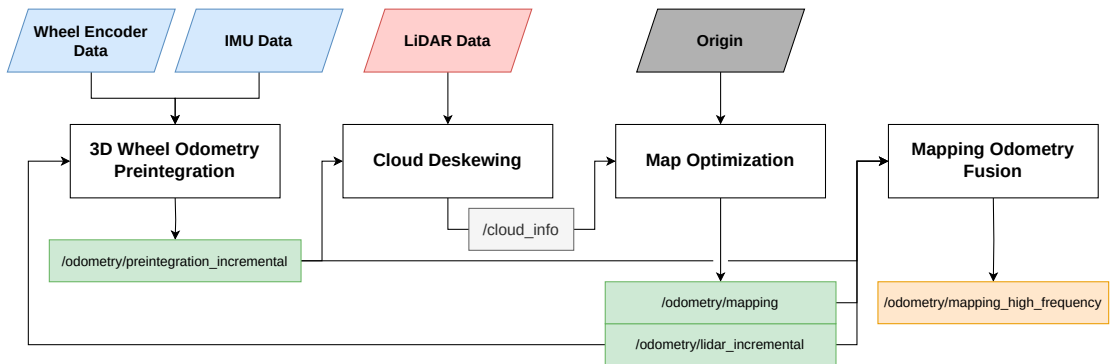 Wheel Encoder
Data
IMU Data
LiDAR Data
Origin
3D Wheel Odometry
Preintegration
Cloud Deskewing
Map Optimization
Mapping Odometry
Fusion
/cloud_info
/odometry/preintegration_incremental
/odometry/mapping
/odometry/mapping_high_frequency
/odometry/lidar_incremental